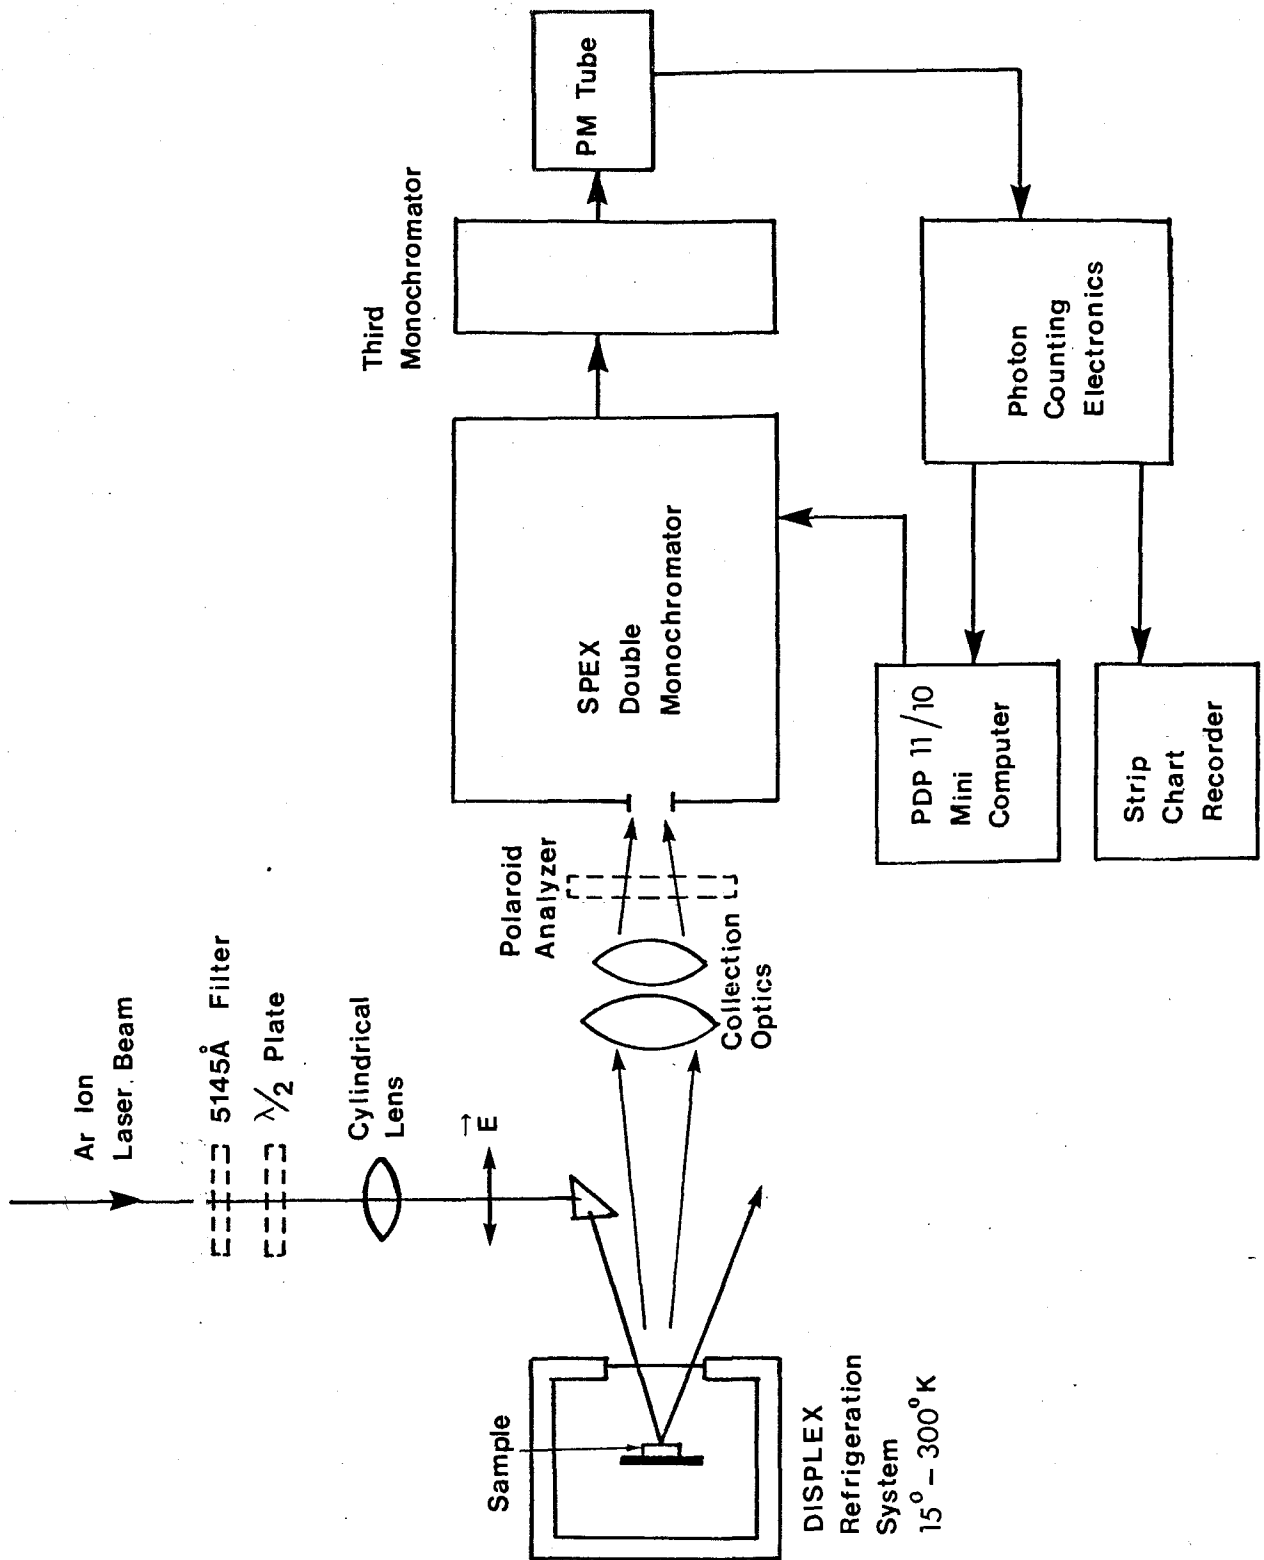 Ar Ion
Laser Beam
5145Å Filter
λ/2 Plate
Cylindrical
Lens
→
E
Sample
DISPLEX
Refrigeration
System
15° – 300°K
Polaroid
Analyzer
Collection
Optics
SPEX
Double
Monochromator
Third
Monochromator
PM Tube
Photon
Counting
Electronics
PDP 11/10
Mini
Computer
Strip
Chart
Recorder